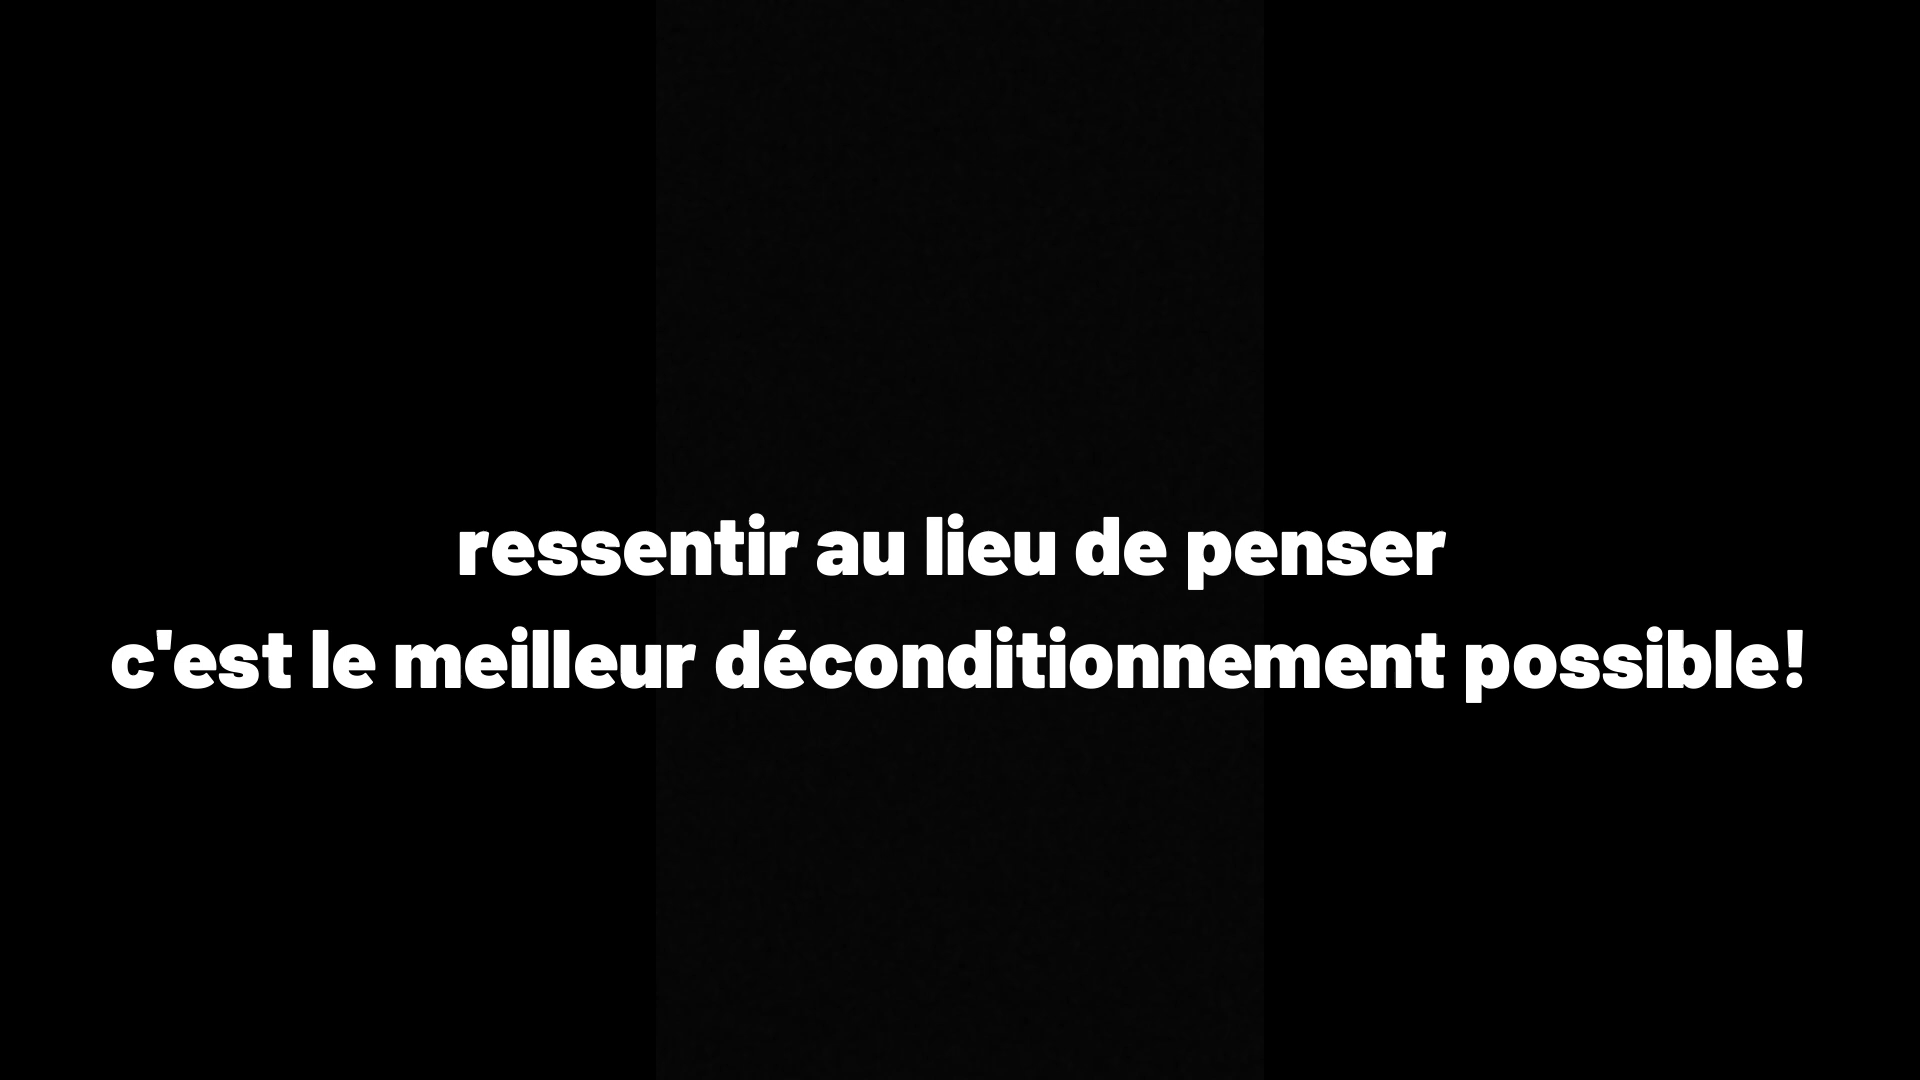 ressentir au lieu de penser
c'est le meilleur déconditionnement possible!